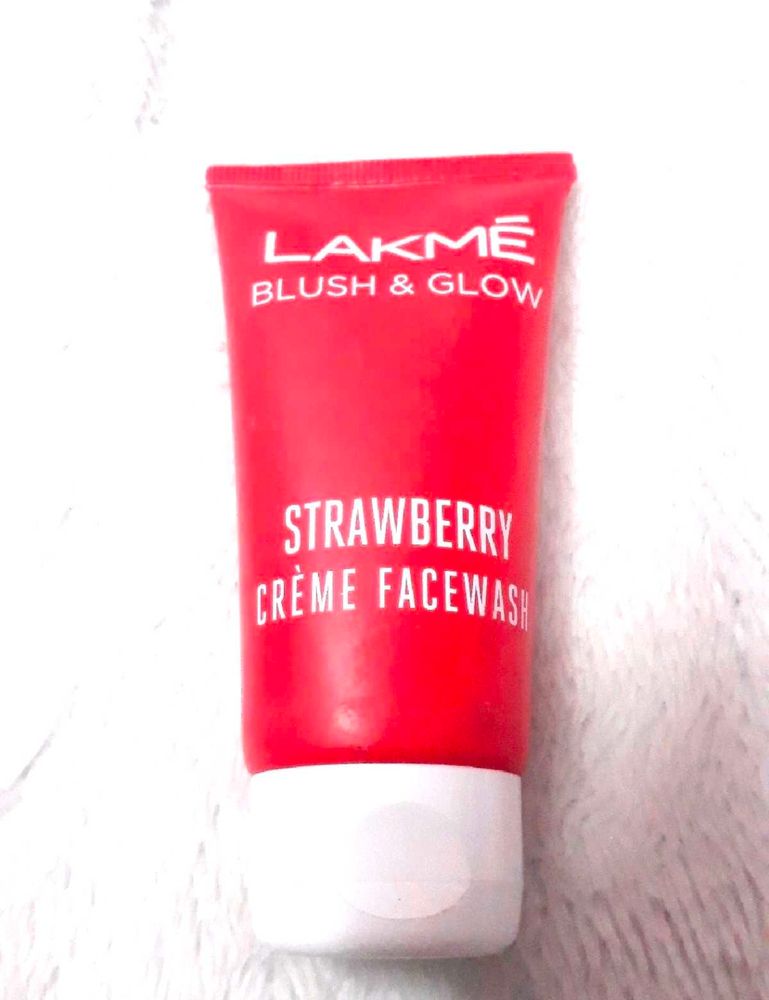 LAKMÉ
BLUSH & GLOW
STRAWBERRY
CRÈME FACEWASH